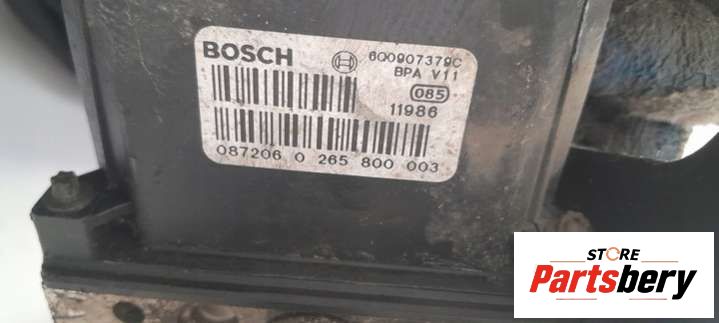 BOSCH
6Q0907379C
BPA V11
085
11986
087206 0 265 800 003
STORE
Partsbery